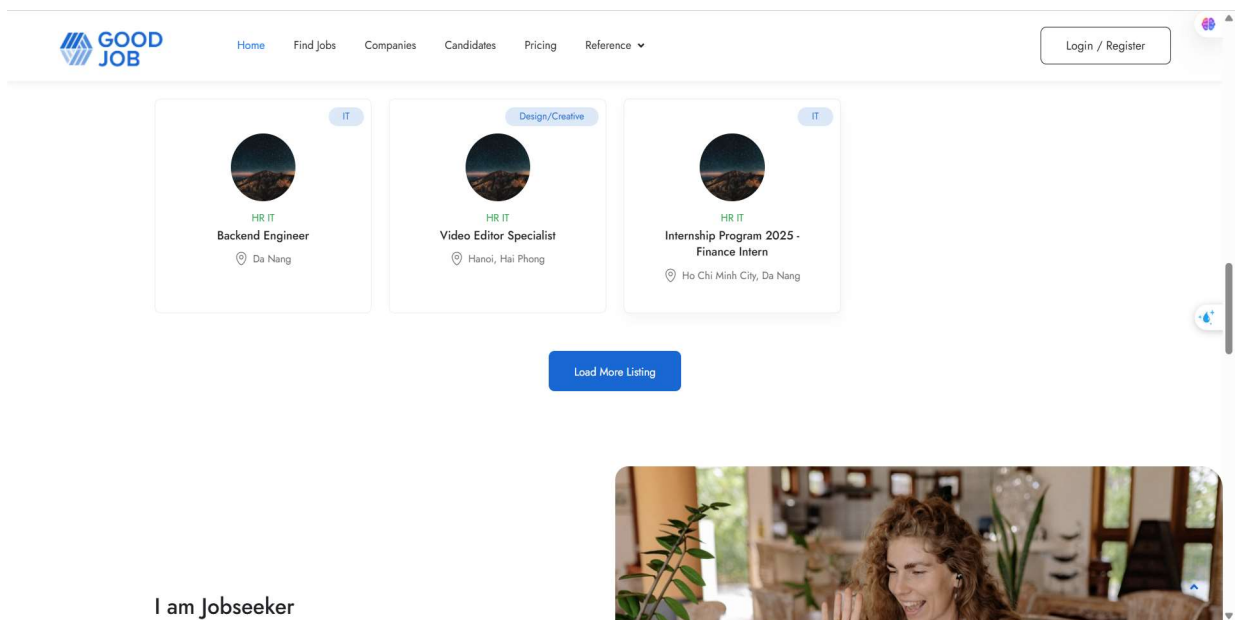 GOOD
JOB
Home Find Jobs Companies Candidates Pricing Reference
Login / Register
IT
Design/Creative
IT
HR IT
Backend Engineer
Da Nang
HR IT
Video Editor Specialist
Hanoi, Hai Phong
HR IT
Internship Program 2025 -
Finance Intern
Ho Chi Minh City, Da Nang
Load More Listing
I am Jobseeker